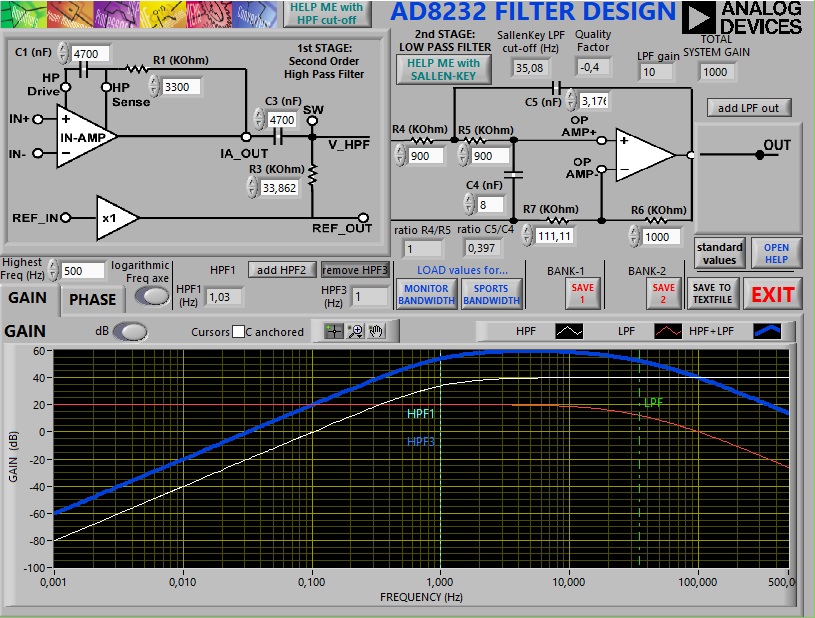 HELP ME with
HPF cut-off
AD8232 FILTER DESIGN
ANALOG
DEVICES
C1 (nF)
4700
R1 (KOhm)
3300
1st STAGE:
Second Order
High Pass Filter
HP
Drive
HP
Sense
C3 (nF)
4700
SW
IN+
IN-AMP
IN-
IA_OUT
V_HPF
R3 (KOhm)
33,862
REF_IN
x1
REF_OUT
2nd STAGE:
LOW PASS FILTER
HELP ME with
SALLEN-KEY
SallenKey LPF
cut-off (Hz)
35,08
Quality
Factor
-0,4
LPF gain
10
TOTAL
SYSTEM GAIN
1000
C5 (nF)
3,176
add LPF out
R4 (KOhm)
900
R5 (KOhm)
900
OP
AMP+
OP
AMP-
OUT
C4 (nF)
8
R7 (KOhm)
111,11
R6 (KOhm)
1000
ratio R4/R5
1
ratio C5/C4
0,397
standard
values
OPEN
HELP
Highest
Freq (Hz)
500
logarithmic
Freq axe
HPF1
add HPF2
remove HPF3
HPF1
(Hz)
1,03
HPF3
(Hz)
1
LOAD values for...
MONITOR
BANDWIDTH
SPORTS
BANDWIDTH
BANK-1
SAVE
1
BANK-2
SAVE
2
SAVE TO
TEXTFILE
EXIT
GAIN
PHASE
GAIN
dB
Cursors
C anchored
HPF
LPF
HPF+LPF
60
40
20
0
-20
-40
-60
-80
-100
GAIN (dB)
HPF1
HPF3
LPF
0,001
0,010
0,100
1,000
10,000
100,000
500,0
FREQUENCY (Hz)